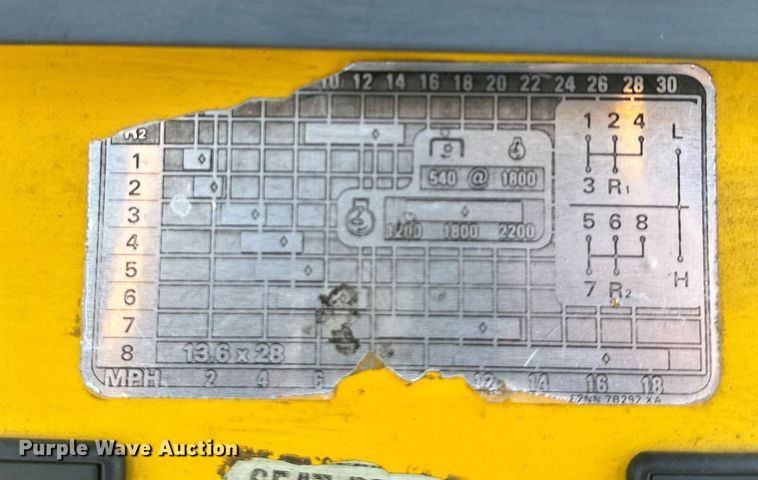 10 12 14 16 18 20 22 24 26 28 30
R2
1
2
3
4
5
6
7
8
13.6 x 28
MPH 2 4 6 12 14 16 18
540 @ 1800
1200 1800 2200
1 2 4 L
3 R1
5 6 8
7 R2 H
E2NN 7B292 XA
Purple Wave Auction